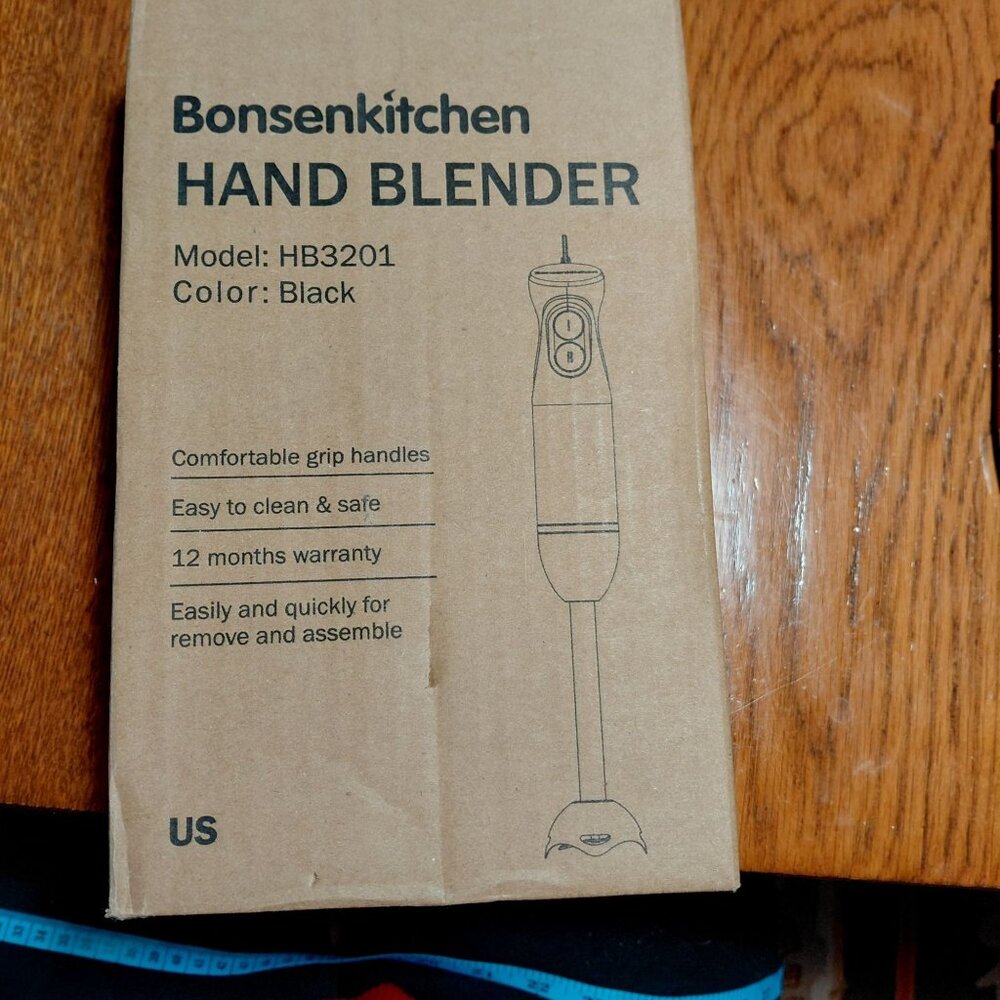 Bonsenkitchen
HAND BLENDER
Model: HB3201
Color: Black
Comfortable grip handles
Easy to clean & safe
12 months warranty
Easily and quickly for
remove and assemble
US